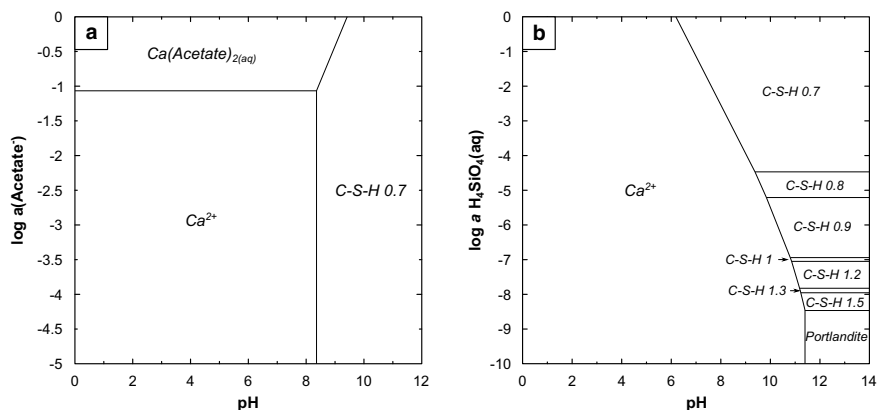 a
0
-0.5
-1
-1.5
-2
-2.5
-3
-3.5
-4
-4.5
-5
log a(Acetate-)
Ca(Acetate)2(aq)
Ca2+
C-S-H 0.7
0 2 4 6 8 10 12
pH
b
0
-1
-2
-3
-4
-5
-6
-7
-8
-9
-10
log a H4SiO4(aq)
Ca2+
C-S-H 0.7
C-S-H 0.8
C-S-H 0.9
C-S-H 1
C-S-H 1.2
C-S-H 1.3
C-S-H 1.5
Portlandite
0 2 4 6 8 10 12 14
pH